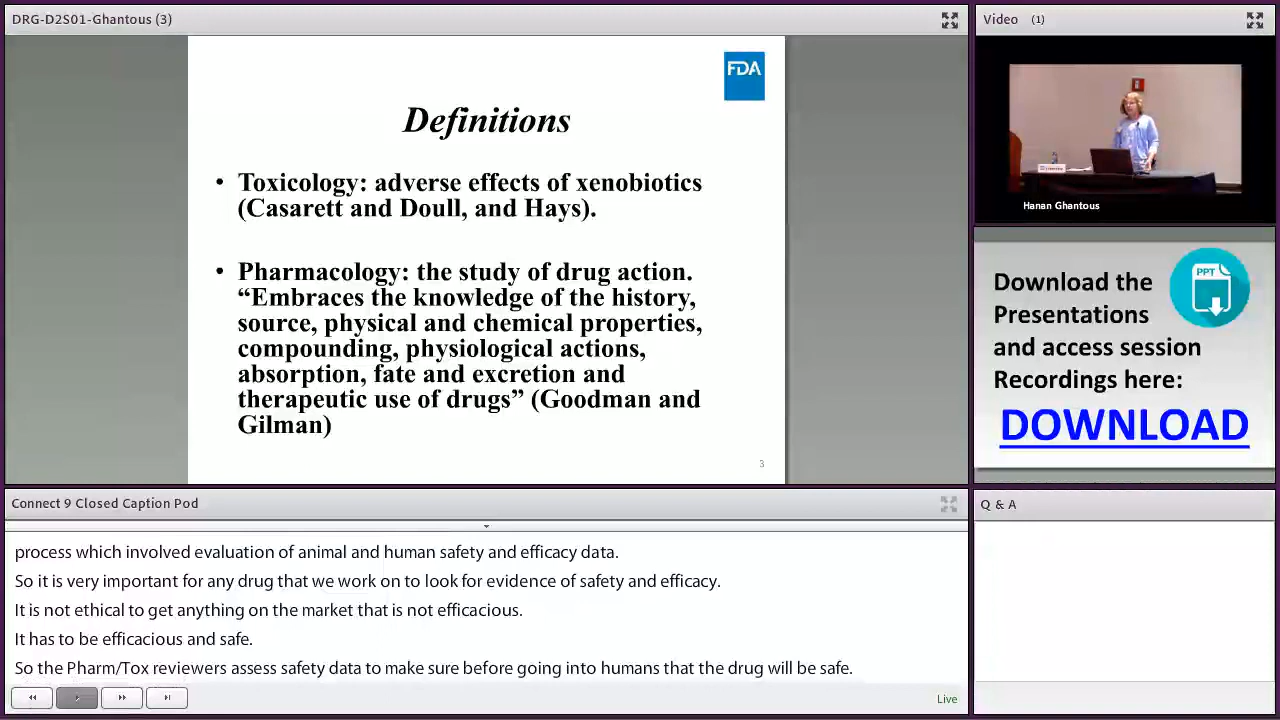 DRG-D2S01-Ghantous (3)
FDA
Definitions
• Toxicology: adverse effects of xenobiotics
(Casarett and Doull, and Hays).
• Pharmacology: the study of drug action.
“Embraces the knowledge of the history,
source, physical and chemical properties,
compounding, physiological actions,
absorption, fate and excretion and
therapeutic use of drugs” (Goodman and
Gilman)
3
Video (1)
Hanan Ghantous
PPT
Download the
Presentations
and access session
Recordings here:
DOWNLOAD
Connect 9 Closed Caption Pod
process which involved evaluation of animal and human safety and efficacy data.
So it is very important for any drug that we work on to look for evidence of safety and efficacy.
It is not ethical to get anything on the market that is not efficacious.
It has to be efficacious and safe.
So the Pharm/Tox reviewers assess safety data to make sure before going into humans that the drug will be safe.
Live
Q & A